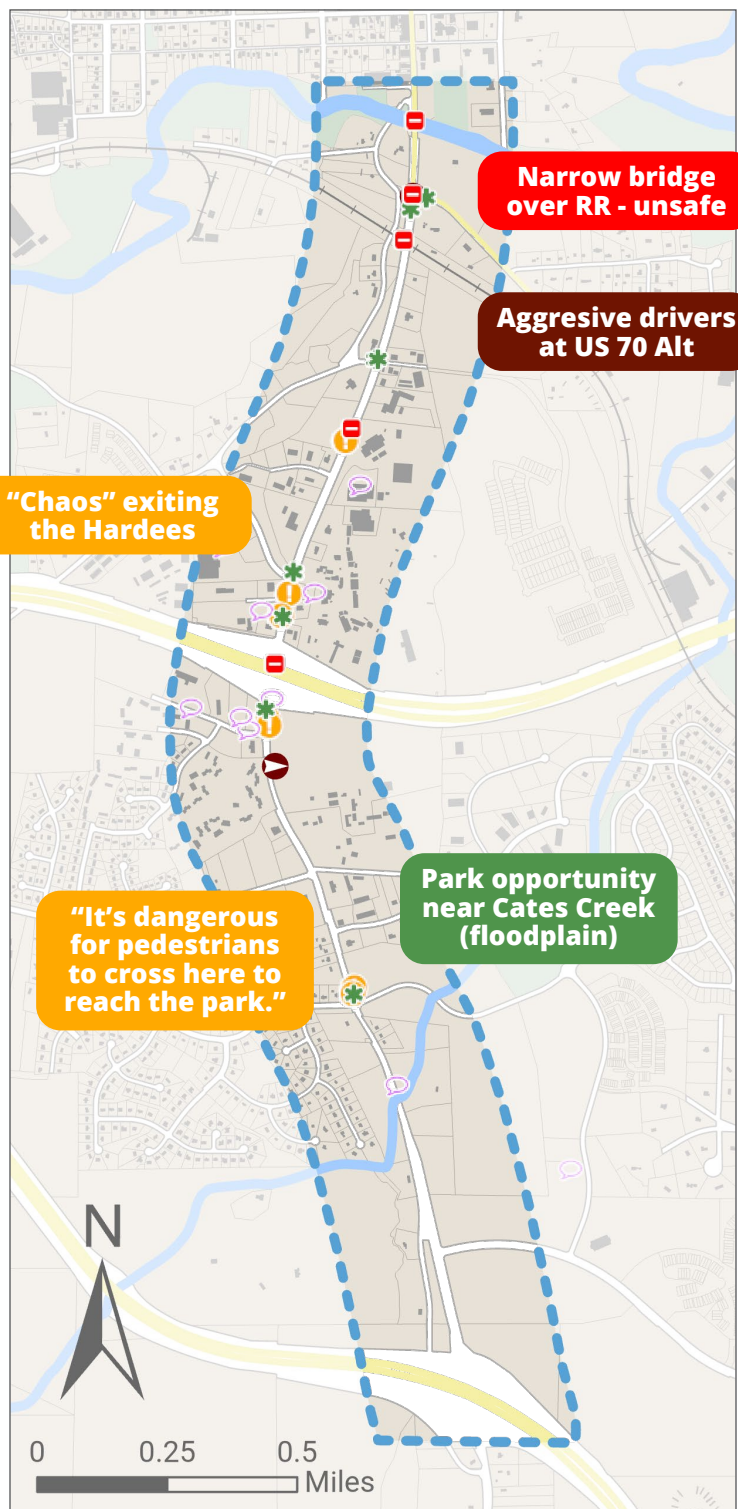 Narrow bridge
over RR - unsafe
Aggresive drivers
at US 70 Alt
“Chaos” exiting
the Hardees
Park opportunity
near Cates Creek
(floodplain)
“It’s dangerous
for pedestrians
to cross here to
reach the park.”
N
0 0.25 0.5
Miles